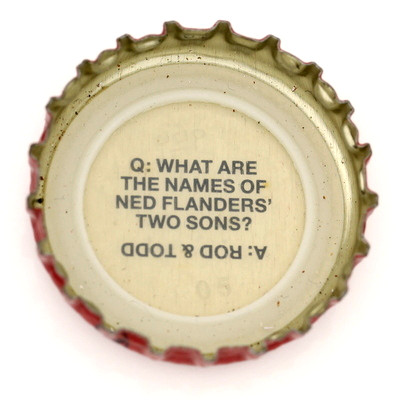 Q: WHAT ARE
THE NAMES OF
NED FLANDERS'
TWO SONS?
A: ROD & TODD